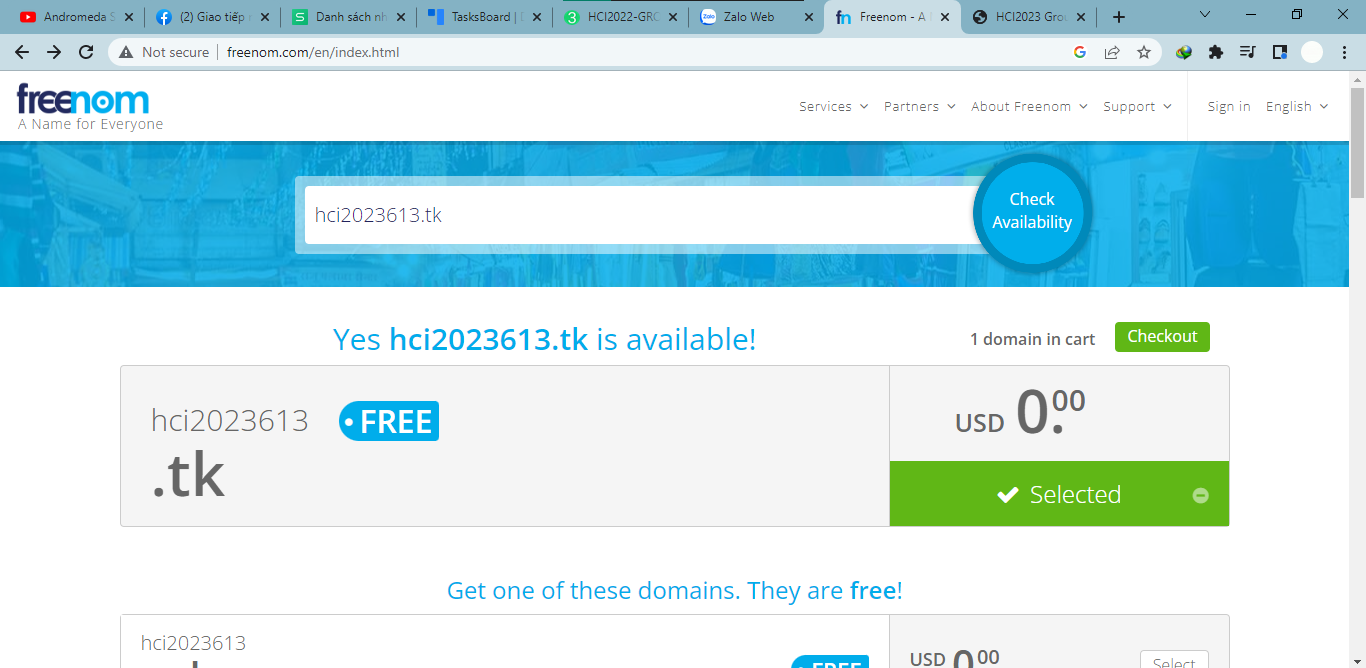 Andromeda S
(2) Giao tiếp
Danh sách nh
TasksBoard |
HCI2022-GRO
Zalo Web
Freenom - A
HCI2023 Grou
Not secure | freenom.com/en/index.html
freenom
A Name for Everyone
Services Partners About Freenom Support Sign in English
hci2023613.tk
Check
Availability
Yes hci2023613.tk is available!
1 domain in cart Checkout
hci2023613 FREE
.tk
USD 0.00
Selected
Get one of these domains. They are free!
hci2023613
FREE
USD 0.00
Select